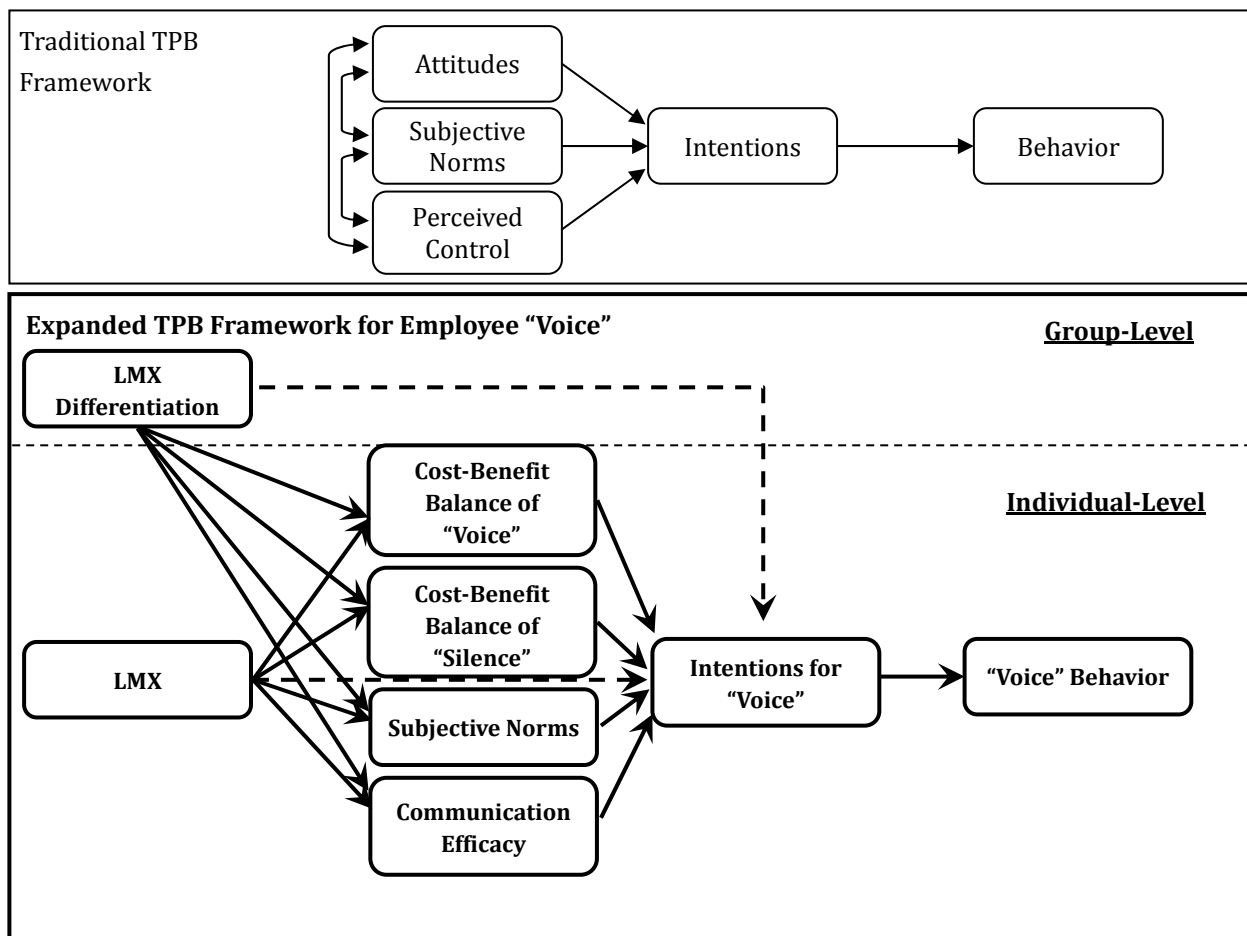 Traditional TPB
Framework
Attitudes
Subjective
Norms
Perceived
Control
Intentions
Behavior
Expanded TPB Framework for Employee “Voice”
Group-Level
LMX
Differentiation
Cost-Benefit
Balance of
“Voice”
Individual-Level
Cost-Benefit
Balance of
“Silence”
LMX
Intentions for
“Voice”
“Voice” Behavior
Subjective Norms
Communication
Efficacy